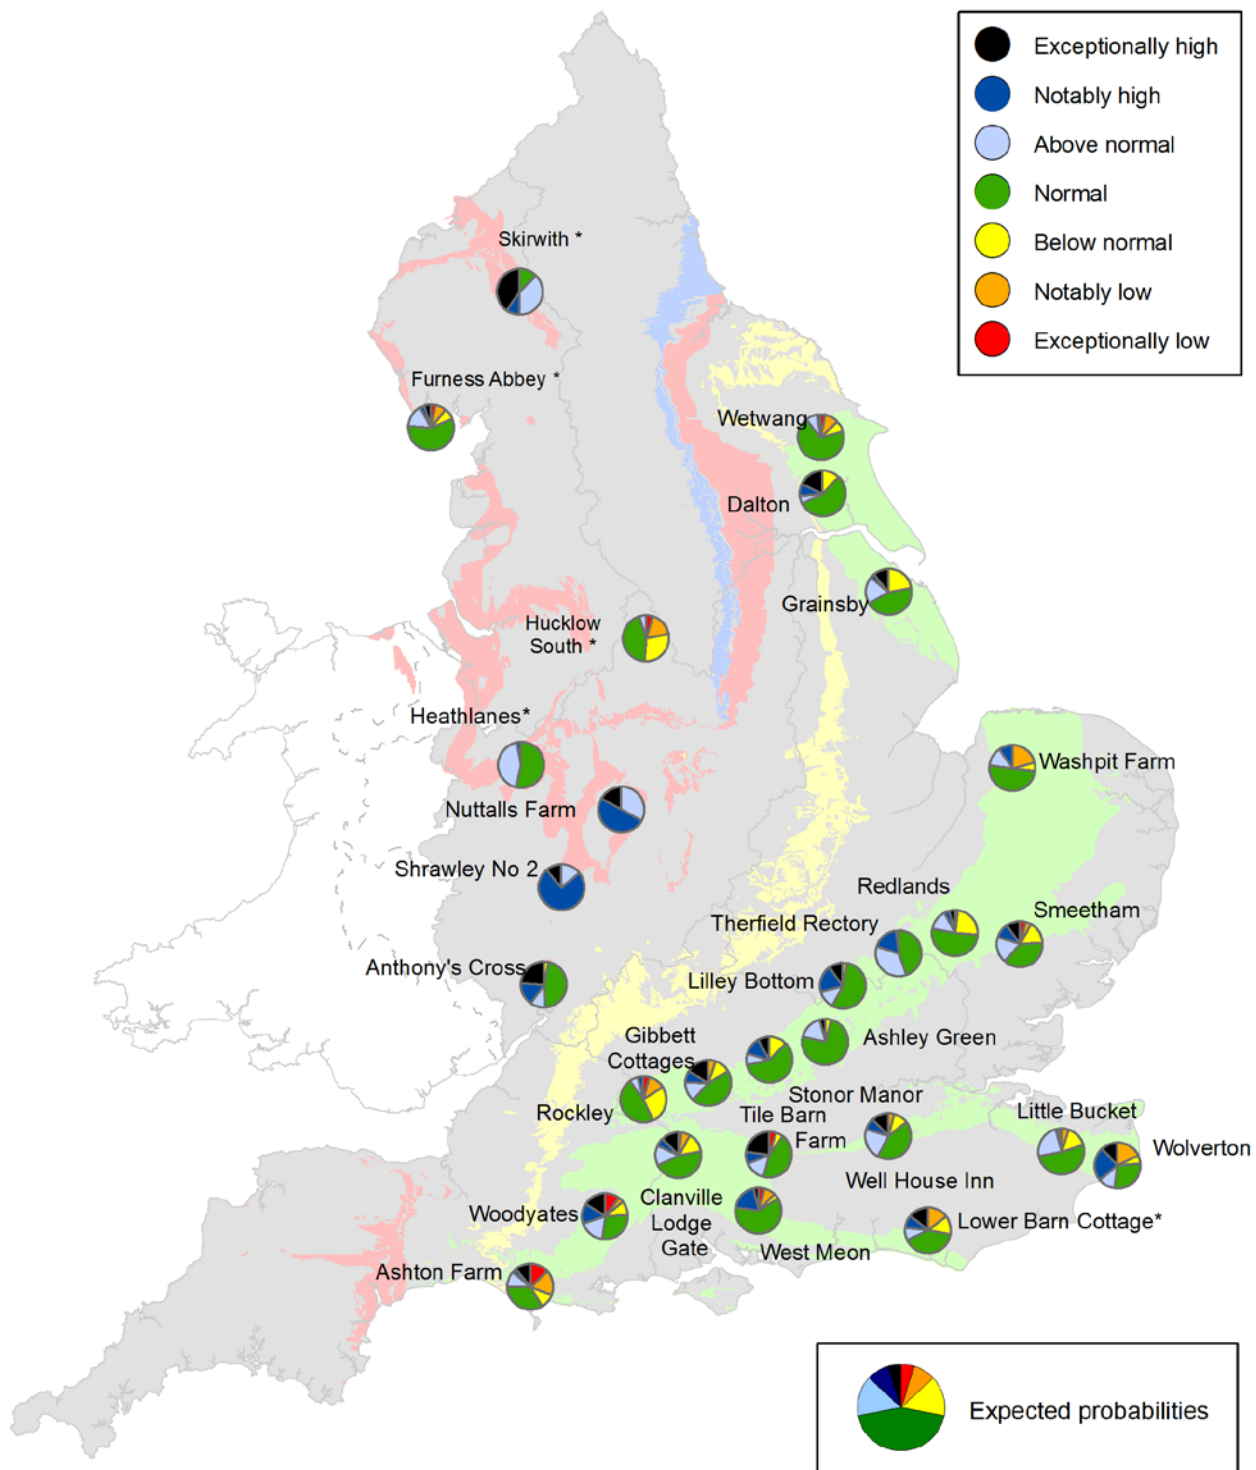 Exceptionally high
Notably high
Above normal
Normal
Below normal
Notably low
Exceptionally low
Skirwith *
Furness Abbey *
Wetwang
Dalton
Grainsby
Hucklow
South *
Heathlanes*
Nuttalls Farm
Washpit Farm
Shrawley No 2
Redlands
Smeetham
Therfield Rectory
Anthony's Cross
Lilley Bottom
Gibbett
Cottages
Ashley Green
Rockley
Stonor Manor
Tile Barn
Farm
Little Bucket
Wolverton
Well House Inn
Clanville
Lodge
Gate
Woodyates
Lower Barn Cottage*
West Meon
Ashton Farm
Expected probabilities